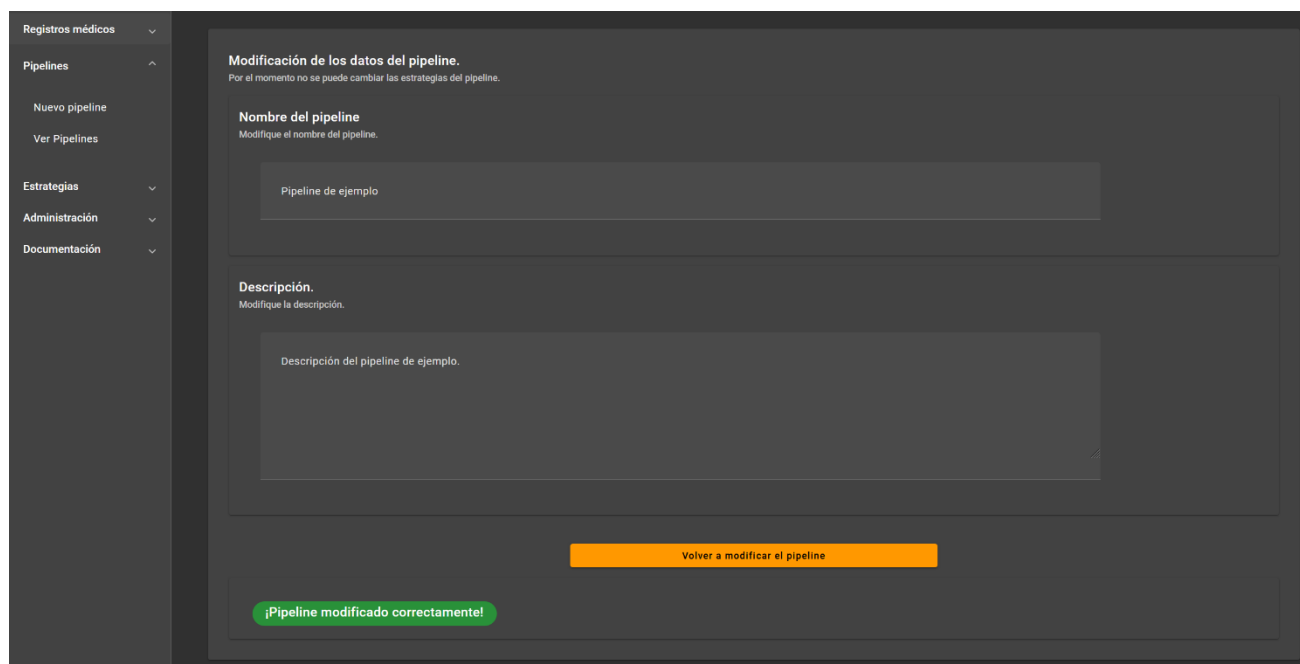 Registros médicos
Pipelines
Nuevo pipeline
Ver Pipelines
Estrategias
Administración
Documentación
Modificación de los datos del pipeline.
Por el momento no se puede cambiar las estrategias del pipeline.
Nombre del pipeline
Modifique el nombre del pipeline.
Pipeline de ejemplo
Descripción.
Modifique la descripción.
Descripción del pipeline de ejemplo.
Volver a modificar el pipeline
¡Pipeline modificado correctamente!